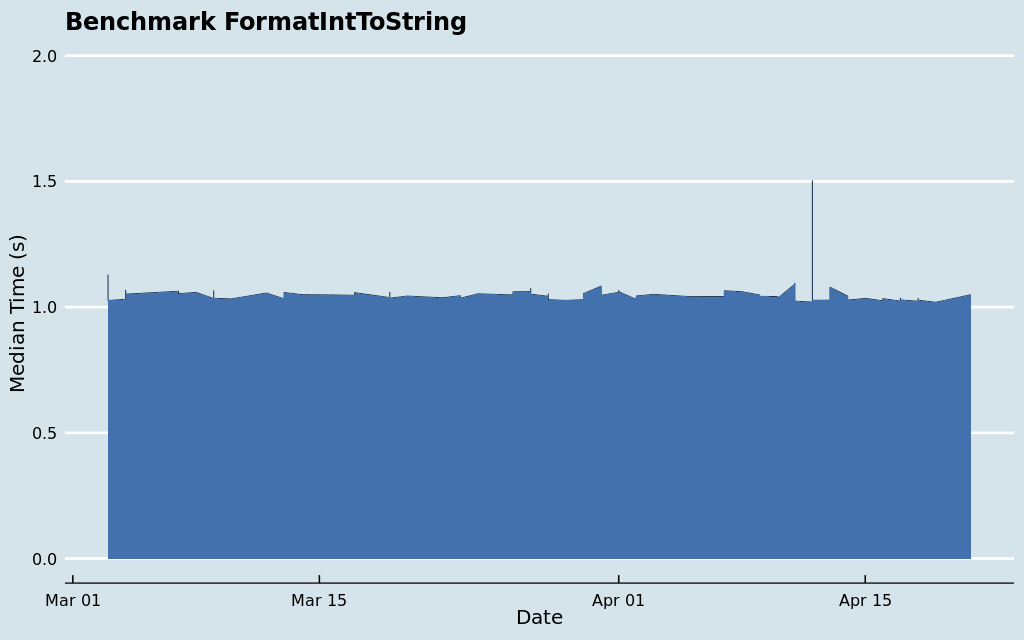 Benchmark FormatIntToString
Median Time (s)
2.0
1.5
1.0
0.5
0.0
Mar 01 Mar 15 Apr 01 Apr 15
Date